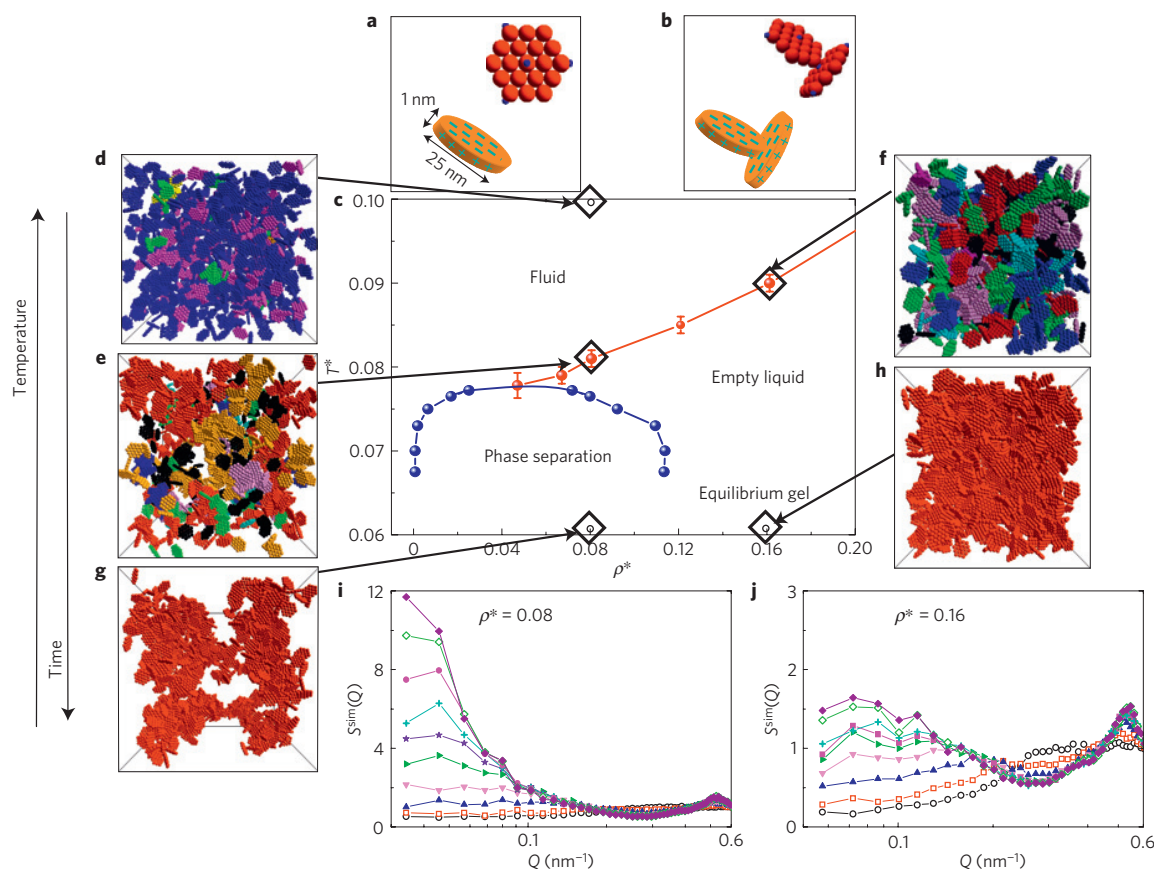 a
b
1 nm
25 nm
d
f
c
0.10
Fluid
0.09
Temperature
T*
0.08
e
Empty liquid
h
0.07
Phase separation
Equilibrium gel
0.06
0
0.04
0.08
0.12
0.16
0.20
ρ*
g
Time
i
12
ρ* = 0.08
8
4
0
S^sim(Q)
0.1
0.6
Q (nm⁻¹)
j
3
ρ* = 0.16
2
1
0
S^sim(Q)
0.1
0.6
Q (nm⁻¹)